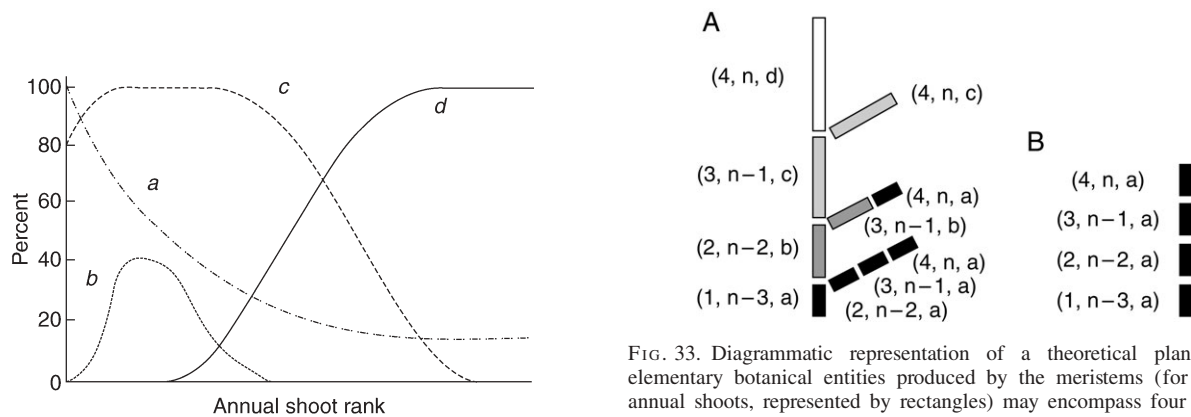 100
80
60
40
20
0
Percent
Annual shoot rank
a
b
c
d
A
(4, n, d)
(4, n, c)
(3, n−1, c)
(4, n, a)
(3, n−1, b)
(2, n−2, b)
(4, n, a)
(3, n−1, a)
(1, n−3, a)
(2, n−2, a)
B
(4, n, a)
(3, n−1, a)
(2, n−2, a)
(1, n−3, a)
FIG. 33. Diagrammatic representation of a theoretical plan
elementary botanical entities produced by the meristems (for
annual shoots, represented by rectangles) may encompass four